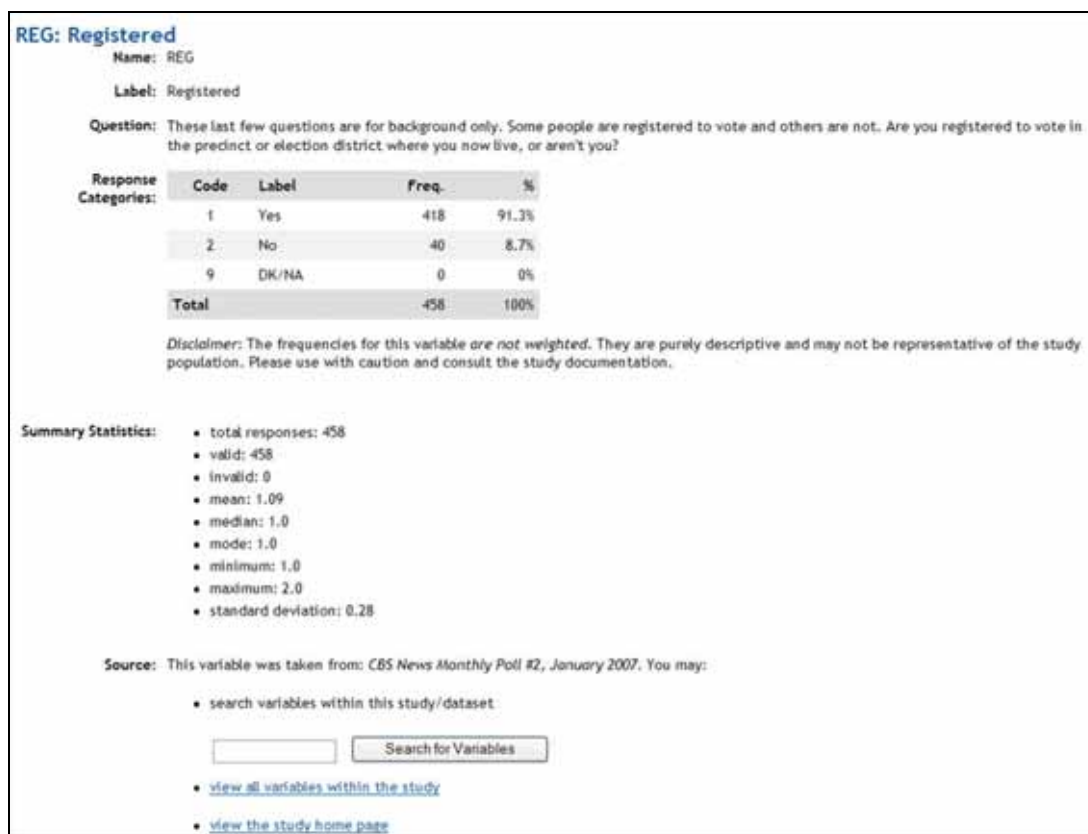 REG: Registered
Name: REG
Label: Registered
Question: These last few questions are for background only. Some people are registered to vote and others are not. Are you registered to vote in
the precinct or election district where you now live, or aren't you?
Response
Categories:
Code Label Freq. %
1 Yes 418 91.3%
2 No 40 8.7%
9 DK/NA 0 0%
Total 458 100%
Disclaimer: The frequencies for this variable are not weighted. They are purely descriptive and may not be representative of the study
population. Please use with caution and consult the study documentation.
Summary Statistics:
• total responses: 458
• valid: 458
• invalid: 0
• mean: 1.09
• median: 1.0
• mode: 1.0
• minimum: 1.0
• maximum: 2.0
• standard deviation: 0.28
Source: This variable was taken from: CBS News Monthly Poll #2, January 2007. You may:
• search variables within this study/dataset
Search for Variables
• view all variables within the study
• view the study home page